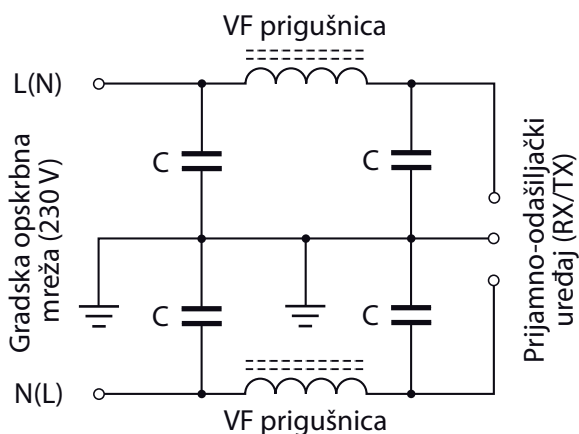 VF prigušnica
L(N)
Gradska opskrbna
mreža (230 V)
C
C
Prijamno-odašiljački
uređaj (RX/TX)
C
C
N(L)
VF prigušnica